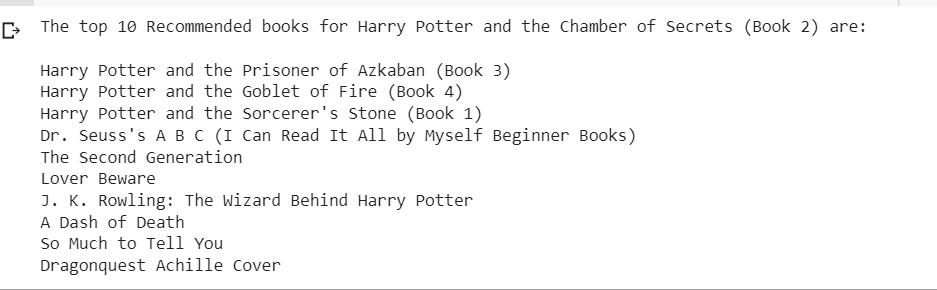 The top 10 Recommended books for Harry Potter and the Chamber of Secrets (Book 2) are:
Harry Potter and the Prisoner of Azkaban (Book 3)
Harry Potter and the Goblet of Fire (Book 4)
Harry Potter and the Sorcerer's Stone (Book 1)
Dr. Seuss's A B C (I Can Read It All by Myself Beginner Books)
The Second Generation
Lover Beware
J. K. Rowling: The Wizard Behind Harry Potter
A Dash of Death
So Much to Tell You
Dragonquest Achille Cover